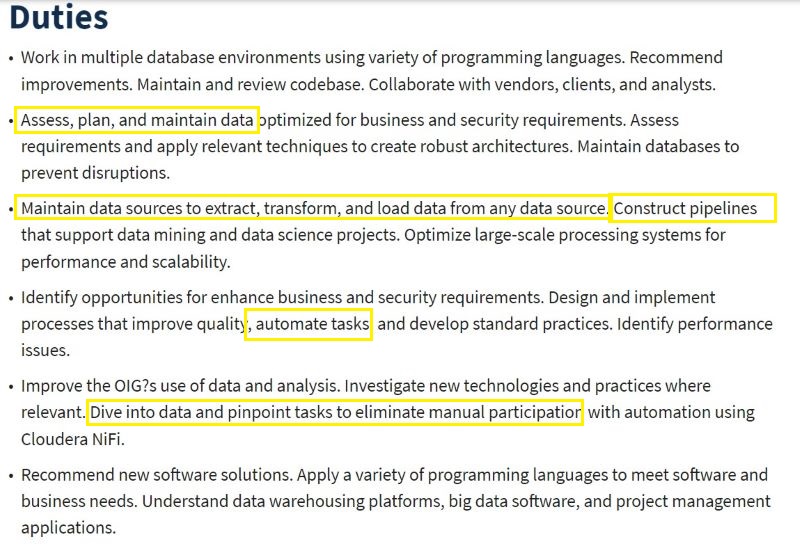 Duties
• Work in multiple database environments using variety of programming languages. Recommend
improvements. Maintain and review codebase. Collaborate with vendors, clients, and analysts.
• Assess, plan, and maintain data optimized for business and security requirements. Assess
requirements and apply relevant techniques to create robust architectures. Maintain databases to
prevent disruptions.
• Maintain data sources to extract, transform, and load data from any data source. Construct pipelines
that support data mining and data science projects. Optimize large-scale processing systems for
performance and scalability.
• Identify opportunities for enhance business and security requirements. Design and implement
processes that improve quality, automate tasks and develop standard practices. Identify performance
issues.
• Improve the OIG?s use of data and analysis. Investigate new technologies and practices where
relevant. Dive into data and pinpoint tasks to eliminate manual participation with automation using
Cloudera NiFi.
• Recommend new software solutions. Apply a variety of programming languages to meet software and
business needs. Understand data warehousing platforms, big data software, and project management
applications.